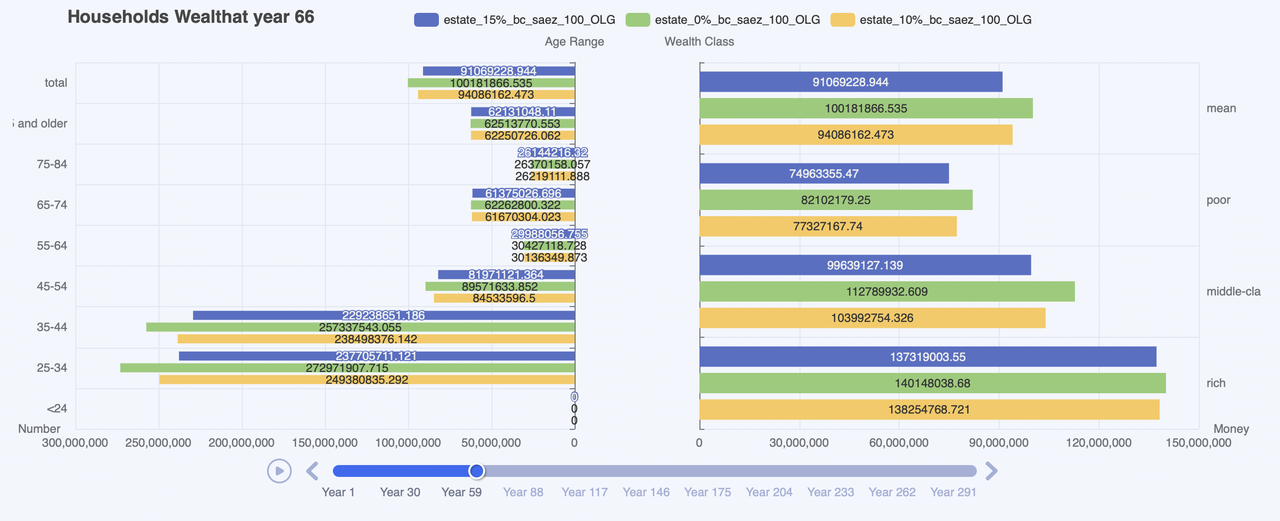 Households Wealthat year 66
estate_15%_bc_saez_100_OLG
estate_0%_bc_saez_100_OLG
estate_10%_bc_saez_100_OLG
Age Range
Wealth Class
total
91069228.944
100181866.535
94086162.473
and older
62131048.11
62513770.553
62250726.062
75-84
26144216.32
26370158.057
26219111.888
65-74
61375026.696
62262800.322
61670304.023
55-64
29988056.755
30427118.728
30136349.873
45-54
81971121.364
89571633.852
84533596.5
35-44
229238651.186
257337543.055
238498376.142
25-34
237705711.121
272971907.715
249380835.292
<24
0
0
0
Number
300,000,000 250,000,000 200,000,000 150,000,000 100,000,000 50,000,000 0
91069228.944
100181866.535
94086162.473
mean
74963355.47
82102179.25
77327167.74
poor
99639127.139
112789932.609
103992754.326
middle-cla
137319003.55
140148038.68
138254768.721
rich
Money
0 30,000,000 60,000,000 90,000,000 120,000,000 150,000,000
Year 1 Year 30 Year 59 Year 88 Year 117 Year 146 Year 175 Year 204 Year 233 Year 262 Year 291